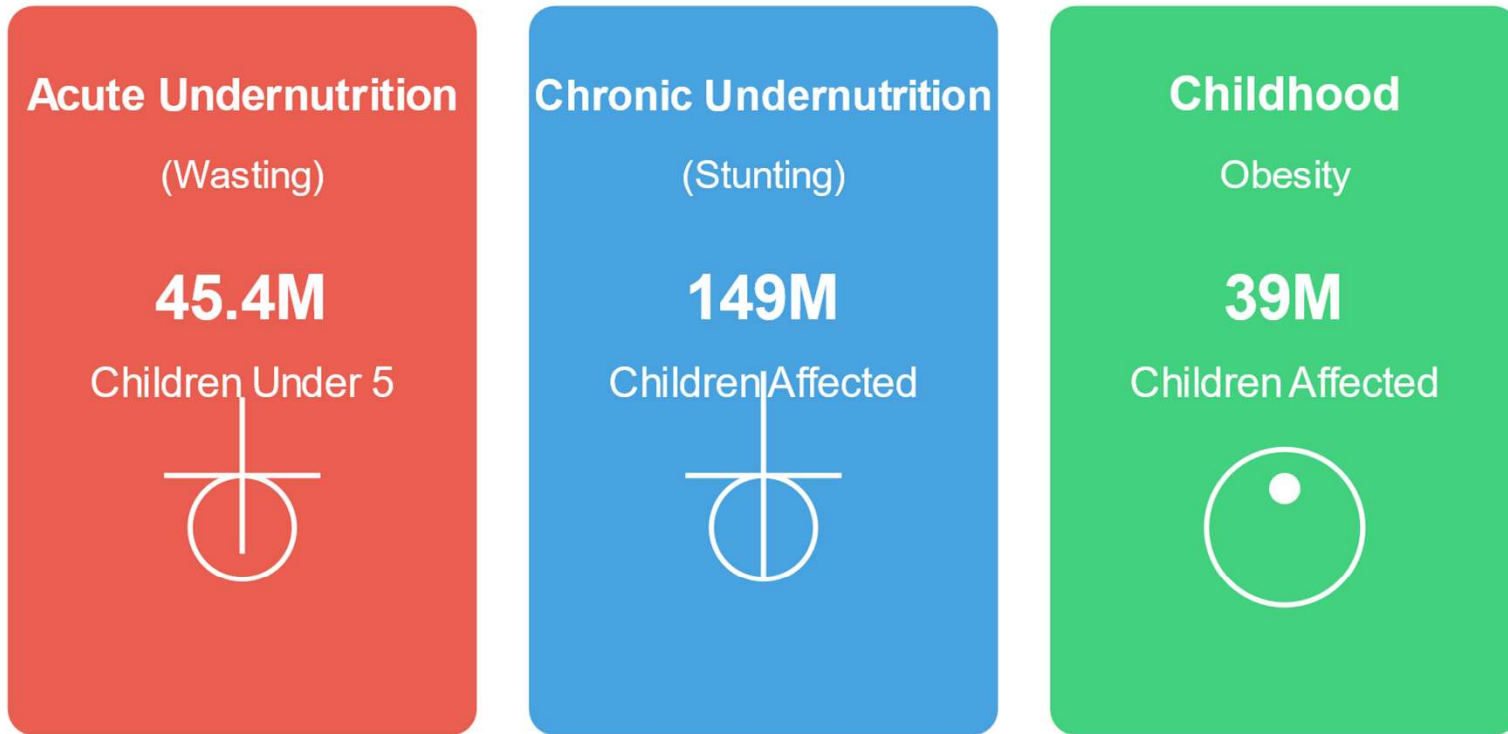 Acute Undernutrition
(Wasting)
45.4M
Children Under 5
Chronic Undernutrition
(Stunting)
149M
Children Affected
Childhood
Obesity
39M
Children Affected